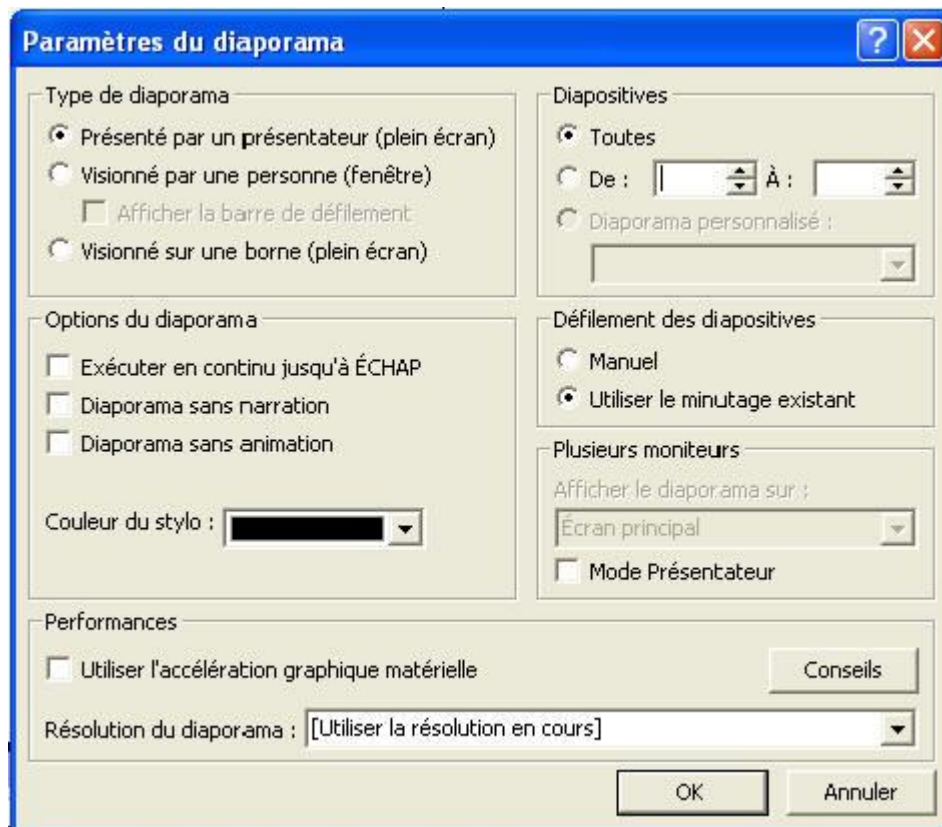 Paramètres du diaporama
Type de diaporama
Présenté par un présentateur (plein écran)
Visionné par une personne (fenêtre)
Afficher la barre de défilement
Visionné sur une borne (plein écran)
Diapositives
Toutes
De : À :
Diaporama personnalisé :
Options du diaporama
Exécuter en continu jusqu'à ÉCHAP
Diaporama sans narration
Diaporama sans animation
Couleur du stylo :
Défilement des diapositives
Manuel
Utiliser le minutage existant
Plusieurs moniteurs
Afficher le diaporama sur :
Écran principal
Mode Présentateur
Performances
Utiliser l'accélération graphique matérielle
Conseils
Résolution du diaporama : [Utiliser la résolution en cours]
OK Annuler